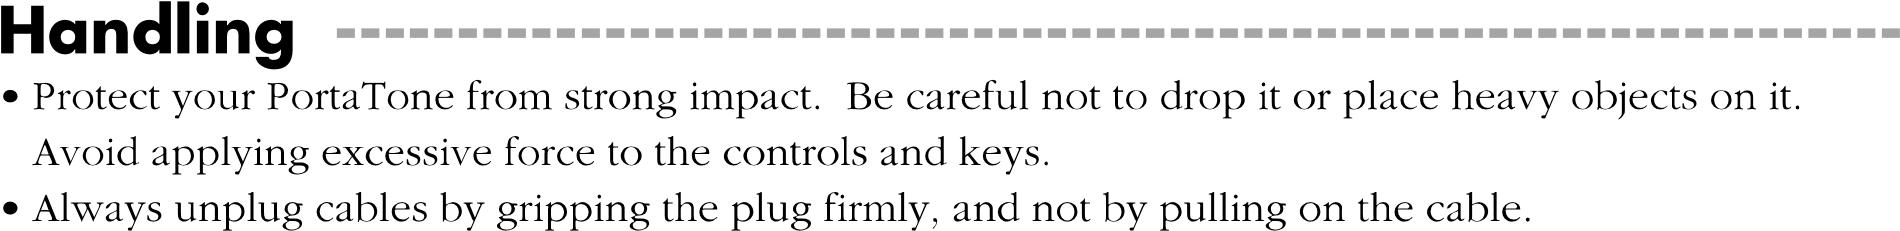 Handling
• Protect your PortaTone from strong impact.  Be careful not to drop it or place heavy objects on it.
Avoid applying excessive force to the controls and keys.
• Always unplug cables by gripping the plug firmly, and not by pulling on the cable.